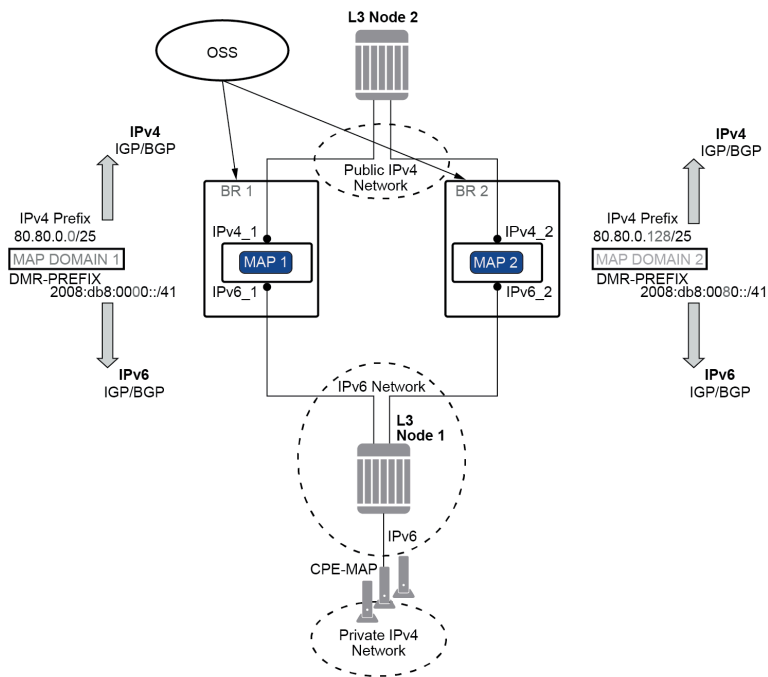 L3 Node 2
OSS
IPv4
IGP/BGP
IPv4
IGP/BGP
Public IPv4
Network
BR 1
BR 2
IPv4 Prefix
80.80.0.0/25
MAP DOMAIN 1
DMR-PREFIX
2008:db8:0000::/41
IPv4_1
MAP 1
IPv6_1
IPv4_2
MAP 2
IPv6_2
IPv4 Prefix
80.80.0.128/25
MAP DOMAIN 2
DMR-PREFIX
2008:db8:0080::/41
IPv6
IGP/BGP
IPv6
IGP/BGP
IPv6 Network
L3
Node 1
IPv6
CPE-MAP
Private IPv4
Network